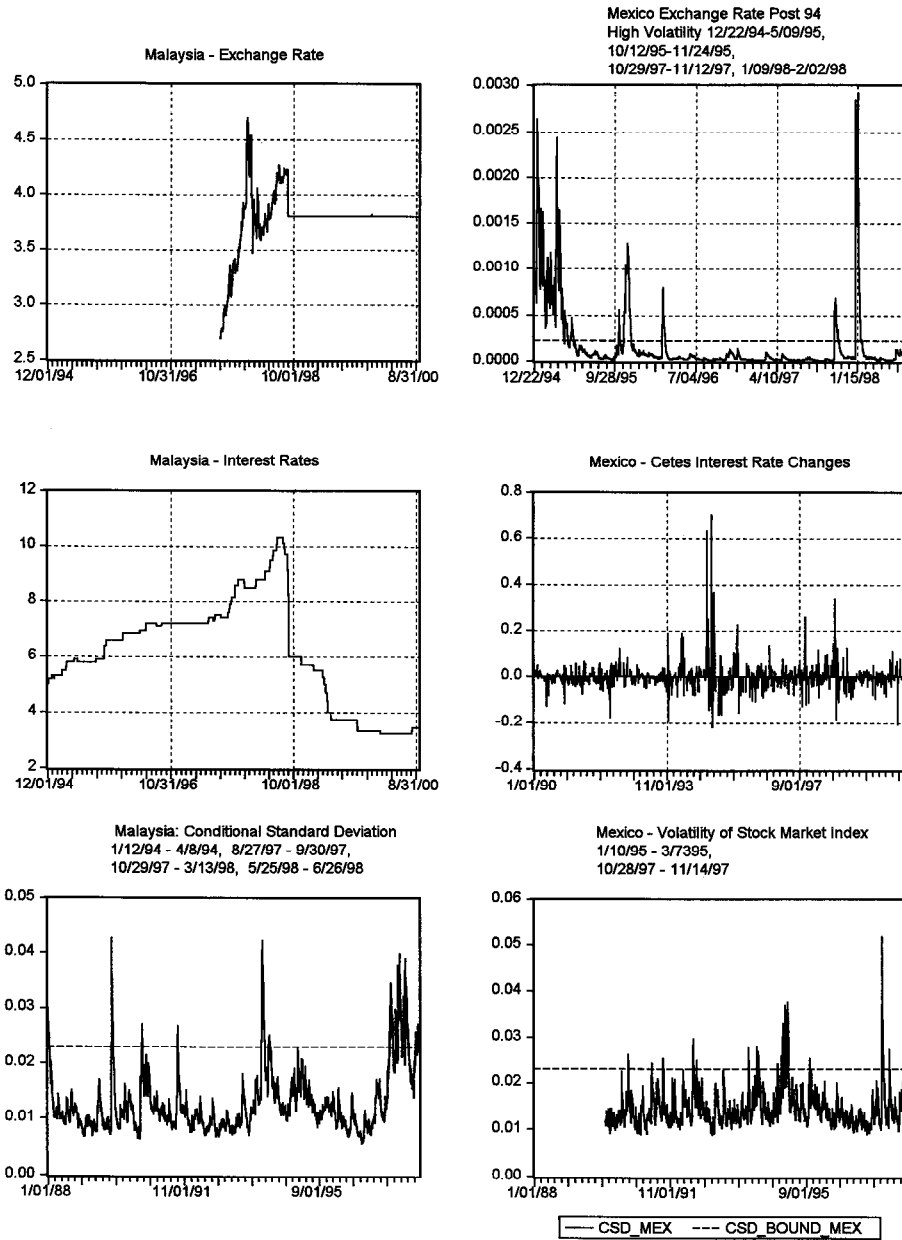 Malaysia - Exchange Rate
5.0
4.5
4.0
3.5
3.0
2.5
12/01/94 10/31/96 10/01/98 8/31/00
Mexico Exchange Rate Post 94
High Volatility 12/22/94-5/09/95,
10/12/95-11/24/95,
10/29/97-11/12/97, 1/09/98-2/02/98
0.0030
0.0025
0.0020
0.0015
0.0010
0.0005
0.0000
12/22/94 9/28/95 7/04/96 4/10/97 1/15/98
Malaysia - Interest Rates
12
10
8
6
4
2
12/01/94 10/31/96 10/01/98 8/31/00
Mexico - Cetes Interest Rate Changes
0.8
0.6
0.4
0.2
0.0
-0.2
-0.4
1/01/90 11/01/93 9/01/97
Malaysia: Conditional Standard Deviation
1/12/94 - 4/8/94, 8/27/97 - 9/30/97,
10/29/97 - 3/13/98, 5/25/98 - 6/26/98
0.05
0.04
0.03
0.02
0.01
0.00
1/01/88 11/01/91 9/01/95
Mexico - Volatility of Stock Market Index
1/10/95 - 3/7395,
10/28/97 - 11/14/97
0.06
0.05
0.04
0.03
0.02
0.01
0.00
1/01/88 11/01/91 9/01/95
CSD_MEX CSD_BOUND_MEX